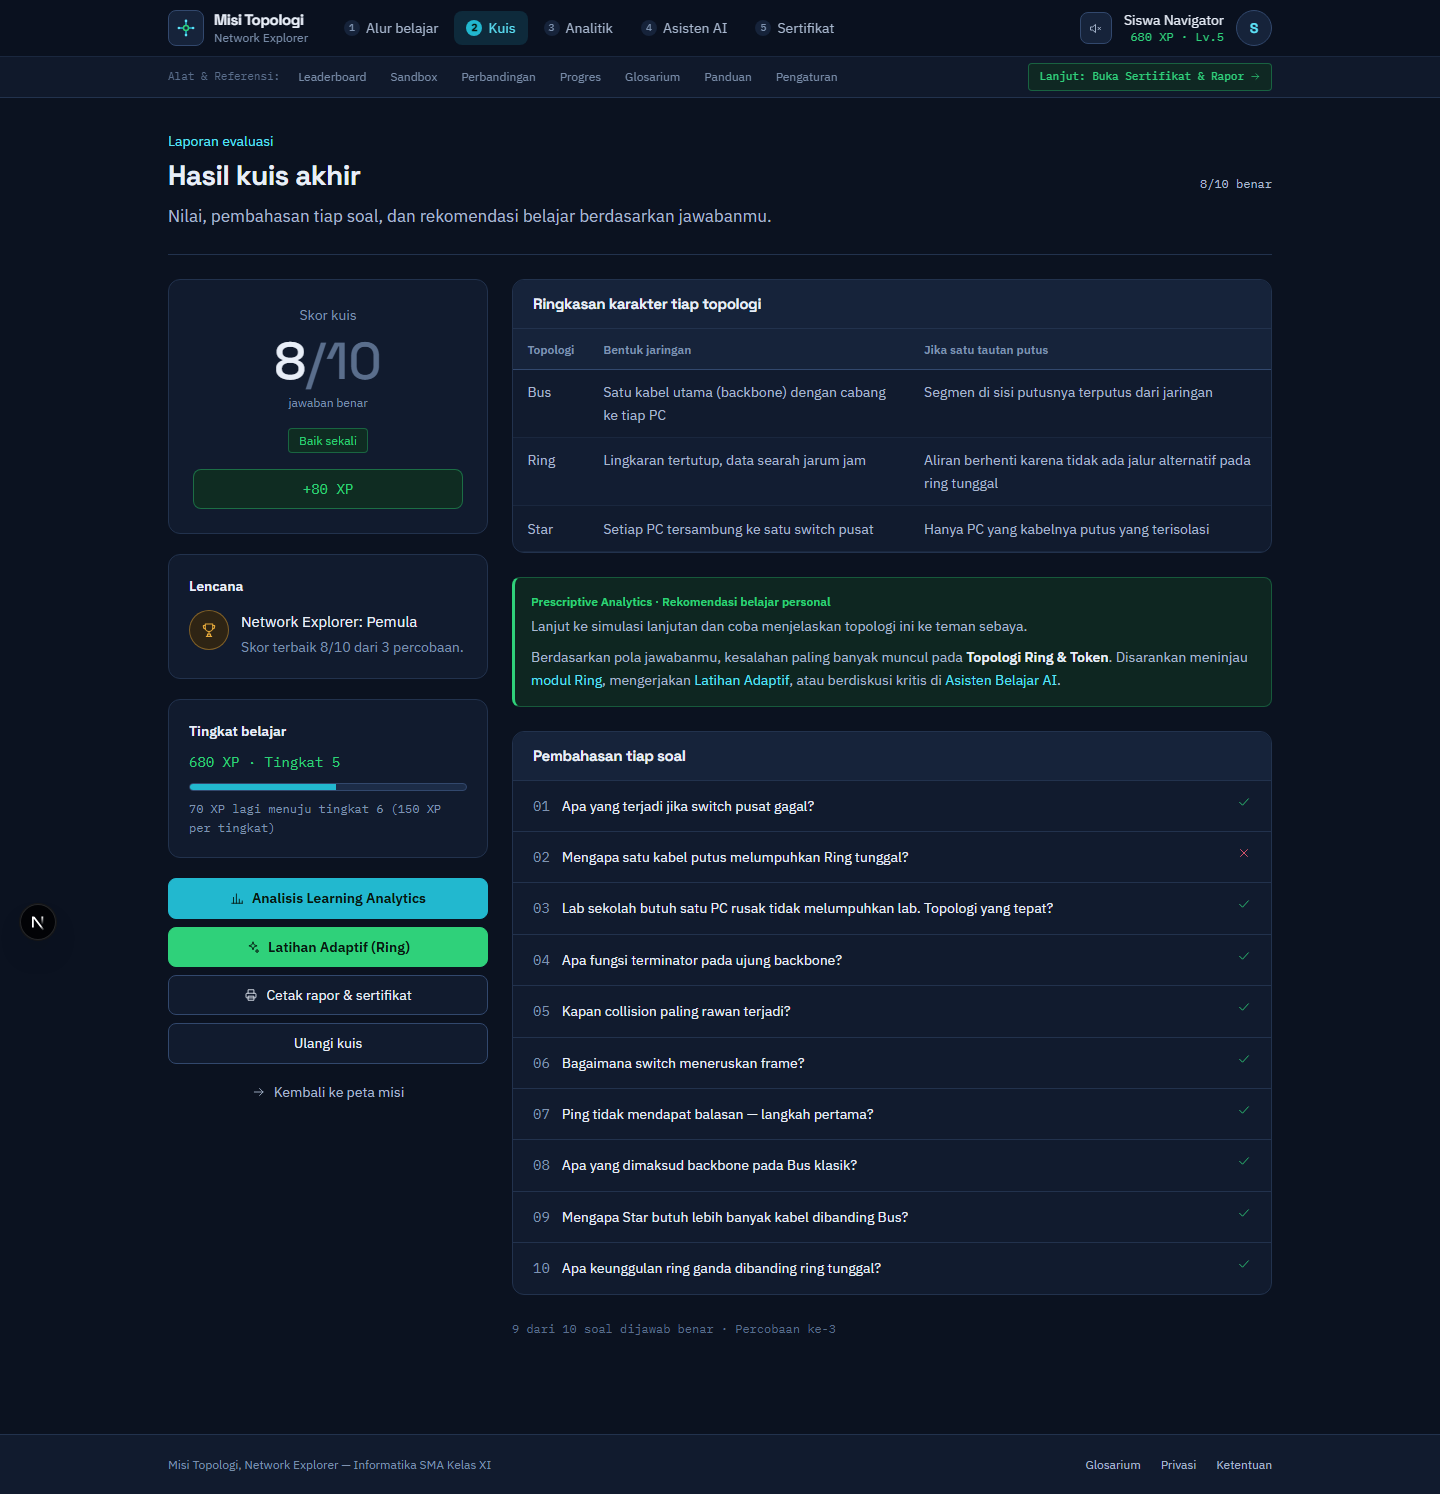 Misi Topologi
Network Explorer
1 Alur belajar
2 Kuis
3 Analitik
4 Asisten AI
5 Sertifikat
Siswa Navigator
680 XP · Lv.5
S
Alat & Referensi:
Leaderboard
Sandbox
Perbandingan
Progres
Glosarium
Panduan
Pengaturan
Lanjut: Buka Sertifikat & Rapor →
Laporan evaluasi
Hasil kuis akhir
8/10 benar
Nilai, pembahasan tiap soal, dan rekomendasi belajar berdasarkan jawabanmu.
Skor kuis
8/10
jawaban benar
Baik sekali
+80 XP
Lencana
Network Explorer: Pemula
Skor terbaik 8/10 dari 3 percobaan.
Tingkat belajar
680 XP · Tingkat 5
70 XP lagi menuju tingkat 6 (150 XP
per tingkat)
Analisis Learning Analytics
Latihan Adaptif (Ring)
Cetak rapor & sertifikat
Ulangi kuis
→ Kembali ke peta misi
Ringkasan karakter tiap topologi
Topologi Bentuk jaringan Jika satu tautan putus
Bus Satu kabel utama (backbone) dengan cabang Segmen di sisi putusnya terputus dari jaringan
ke tiap PC
Ring Lingkaran tertutup, data searah jarum jam Aliran berhenti karena tidak ada jalur alternatif pada
ring tunggal
Star Setiap PC tersambung ke satu switch pusat Hanya PC yang kabelnya putus yang terisolasi
Prescriptive Analytics · Rekomendasi belajar personal
Lanjut ke simulasi lanjutan dan coba menjelaskan topologi ini ke teman sebaya.
Berdasarkan pola jawabanmu, kesalahan paling banyak muncul pada Topologi Ring & Token. Disarankan meninjau
modul Ring, mengerjakan Latihan Adaptif, atau berdiskusi kritis di Asisten Belajar AI.
Pembahasan tiap soal
01 Apa yang terjadi jika switch pusat gagal?
02 Mengapa satu kabel putus melumpuhkan Ring tunggal?
03 Lab sekolah butuh satu PC rusak tidak melumpuhkan lab. Topologi yang tepat?
04 Apa fungsi terminator pada ujung backbone?
05 Kapan collision paling rawan terjadi?
06 Bagaimana switch meneruskan frame?
07 Ping tidak mendapat balasan — langkah pertama?
08 Apa yang dimaksud backbone pada Bus klasik?
09 Mengapa Star butuh lebih banyak kabel dibanding Bus?
10 Apa keunggulan ring ganda dibanding ring tunggal?
9 dari 10 soal dijawab benar · Percobaan ke-3
N
Misi Topologi, Network Explorer — Informatika SMA Kelas XI
Glosarium
Privasi
Ketentuan